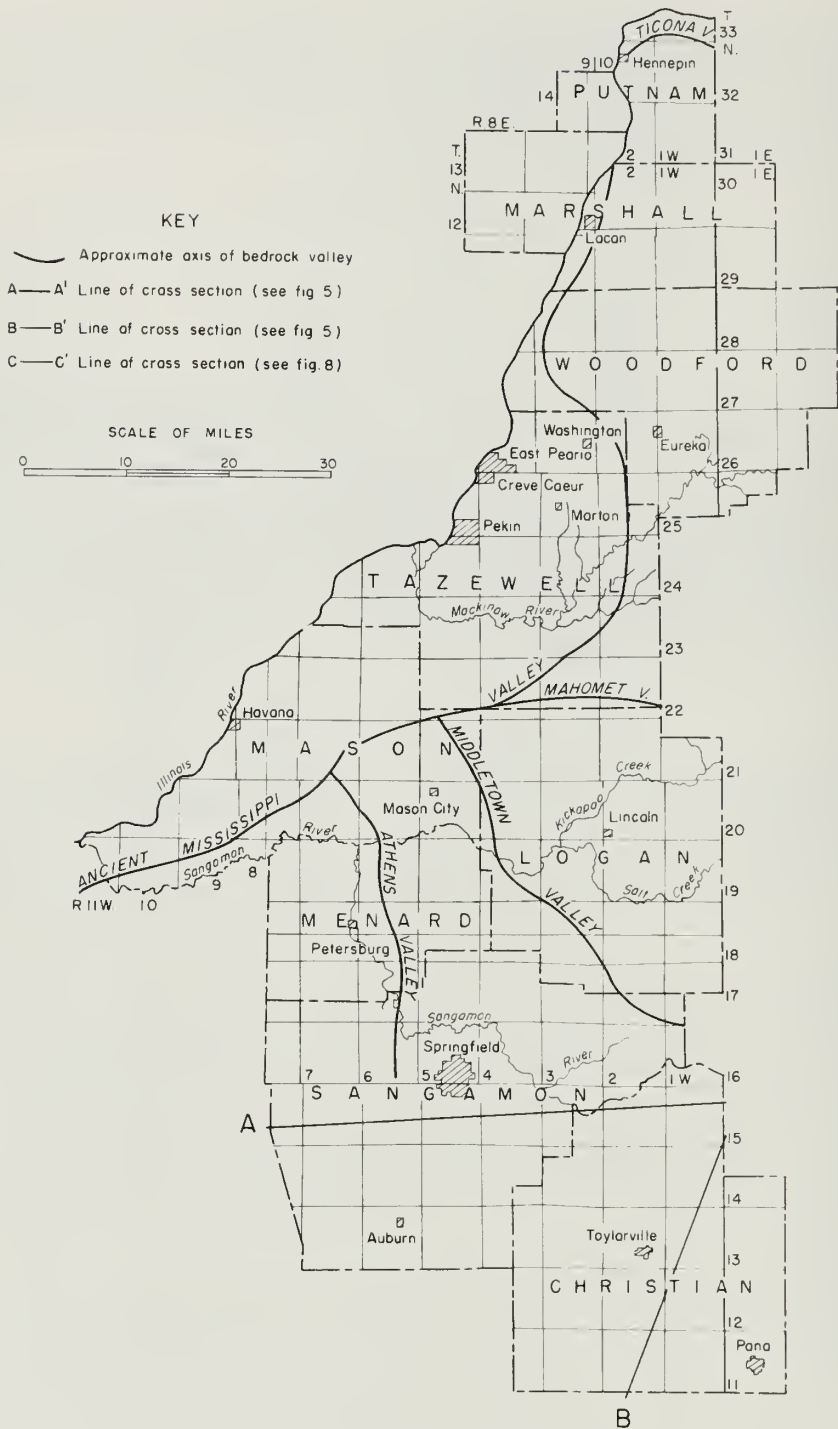 T
TICONA V.
33
N.
9 10
Hennepin
14
PUTNAM
32
R 8 E.
T.
13
N.
2 1W
31 1E
2 1W
1E
30
MARSHALL
12
Lacan
29
28
WOODFORD
27
KEY
Approximate axis of bedrock valley
A A' Line of cross section (see fig 5)
B B' Line of cross section (see fig 5)
C C' Line of cross section (see fig. 8)
SCALE OF MILES
0 10 20 30
Washington
Eureka
East Peario
26
Creve Caeur
Marton
Pekin
25
TAZEWELL
24
Mackinaw River
23
VALLEY
MAHOMET V.
22
River
Havana
MASON
MIDDLETOWN
21
Illinois
Kickapoo Creek
Mason City
Lincaln
ANCIENT MISSISSIPPI
River
20
ATHENS
LOGAN
Sangamon
8
9
10
R 11W
Salt Creek
19
VALLEY
MENARD
Petersburg
18
VALLEY
17
Sangamon
River
Springfield
7 6 5 4 3 2 1W
16
SANGAMON
A
15
14
Auburn
Taylorville
13
CHRISTIAN
12
Pana
11
B